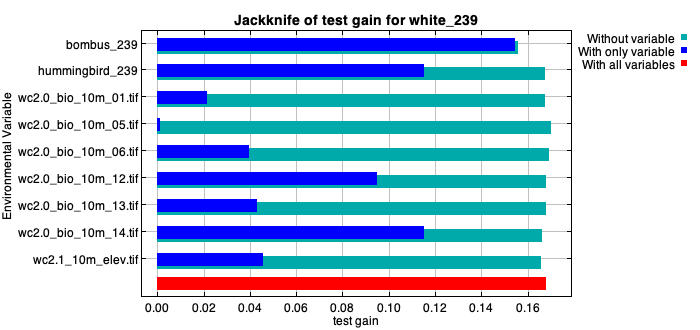 Jackknife of test gain for white_239
Environmental Variable
bombus_239
hummingbird_239
wc2.0_bio_10m_01.tif
wc2.0_bio_10m_05.tif
wc2.0_bio_10m_06.tif
wc2.0_bio_10m_12.tif
wc2.0_bio_10m_13.tif
wc2.0_bio_10m_14.tif
wc2.1_10m_elev.tif
0.00 0.02 0.04 0.06 0.08 0.10 0.12 0.14 0.16
test gain
Without variable
With only variable
With all variables